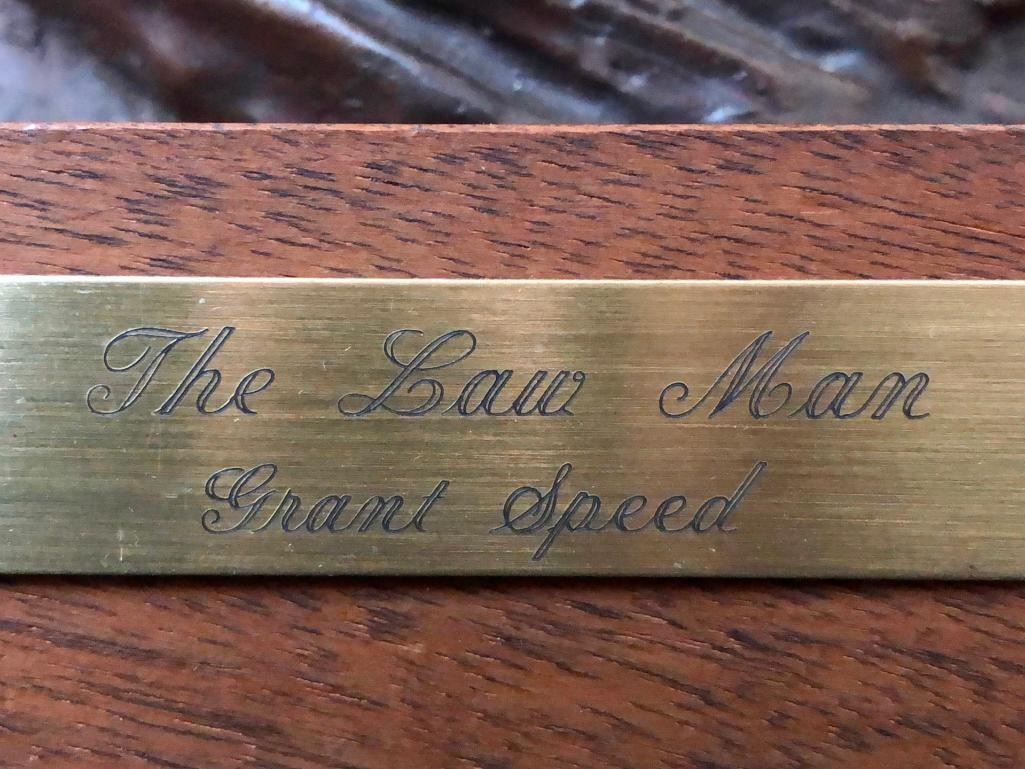 The Law Man
Grant Speed